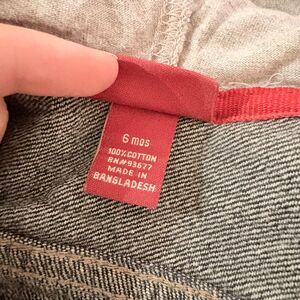 6 mos
100% COTTON
RN#93677
MADE IN
BANGLADESH